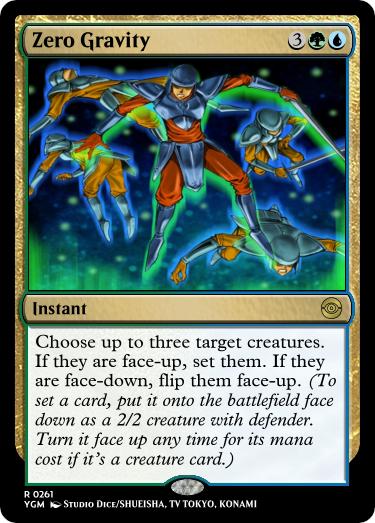 Zero Gravity 3
Instant
Choose up to three target creatures.
If they are face-up, set them. If they
are face-down, flip them face-up. (To
set a card, put it onto the battlefield face
down as a 2/2 creature with defender.
Turn it face up any time for its mana
cost if it's a creature card.)
R 0261
YGM Studio Dice/SHUEISHA, TV TOKYO, KONAMI